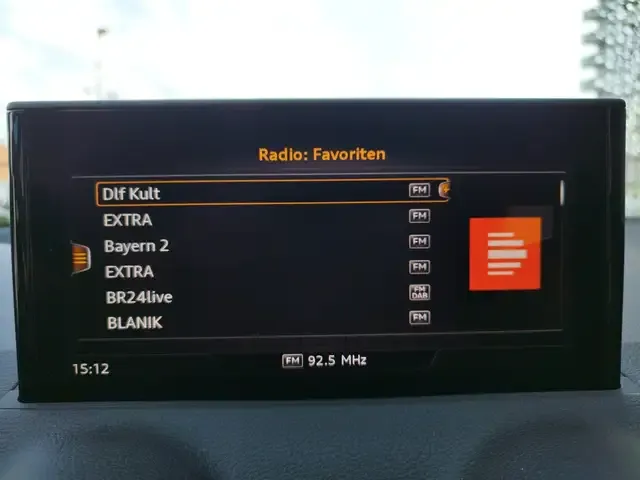 Radio: Favoriten
Dlf Kult FM
EXTRA FM
Bayern 2 FM
EXTRA FM
BR24live FM DAB
BLANIK FM
15:12 FM 92.5 MHz